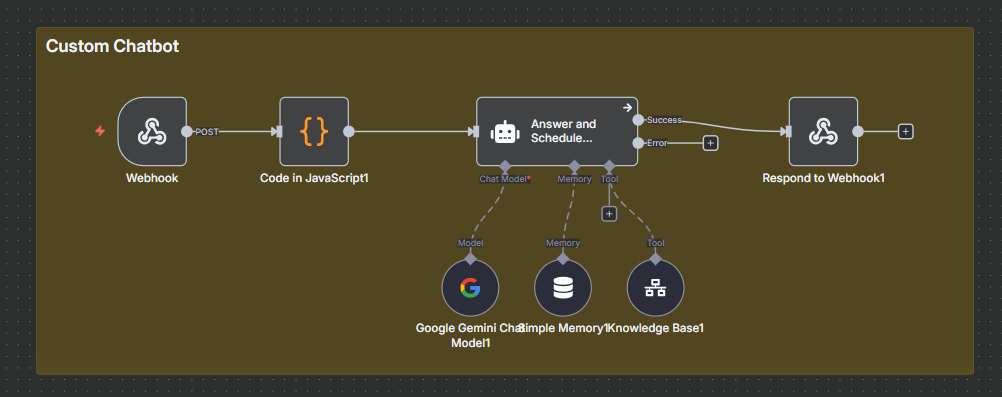 Custom Chatbot
POST
Success
Error
Answer and
Schedule...
Webhook
Code in JavaScript1
Respond to Webhook1
Chat Model*
Memory
Tool
Model
Memory
Tool
Google Gemini Chat
Model1
Simple Memory1
Knowledge Base1